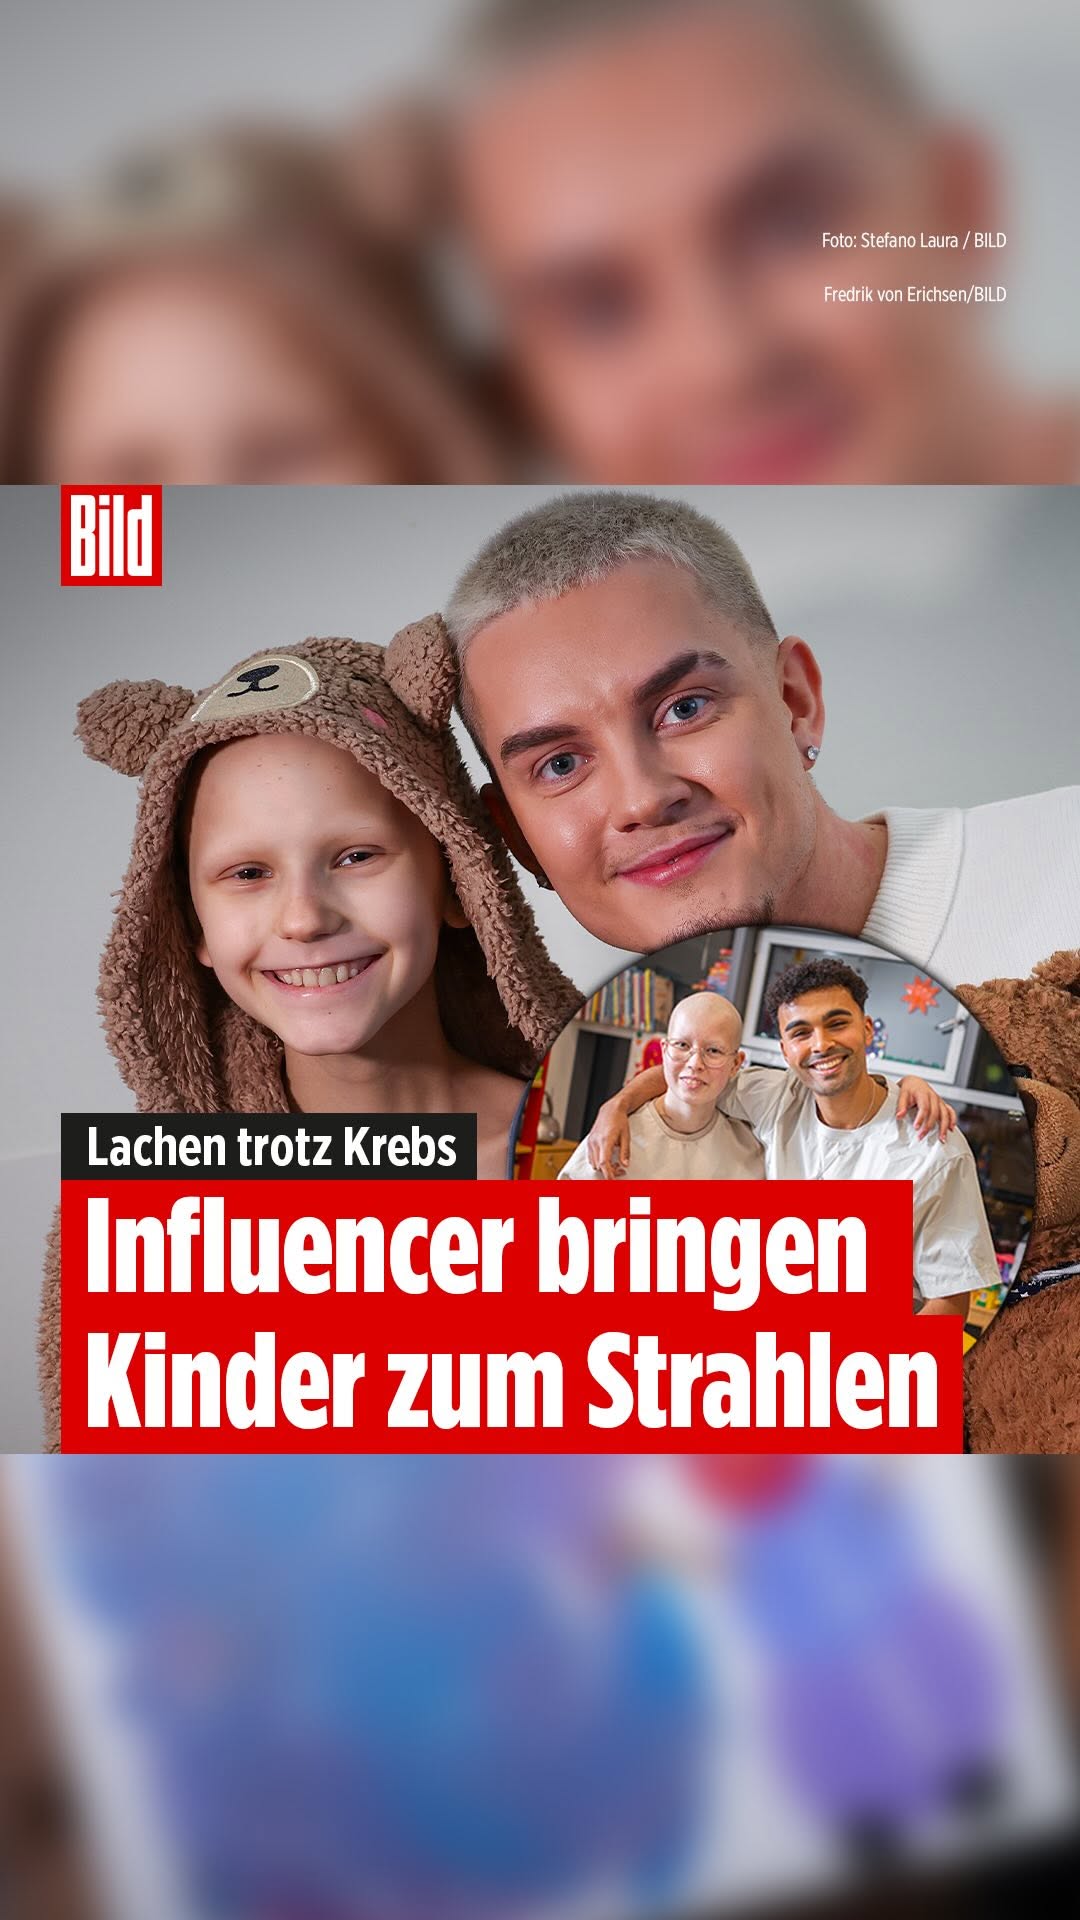 Foto: Stefano Laura / BILD
Fredrik von Erichsen/BILD
Bild
Lachen trotz Krebs
Influencer bringen
Kinder zum Strahlen